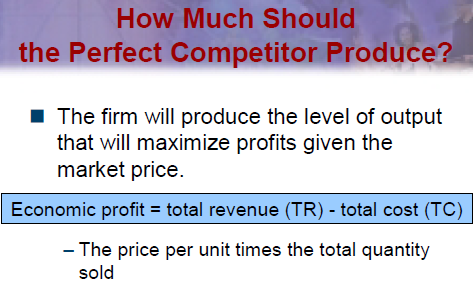 How Much Should
the Perfect Competitor Produce?
■ The firm will produce the level of output
that will maximize profits given the
market price.
Economic profit = total revenue (TR) - total cost (TC)
– The price per unit times the total quantity
sold